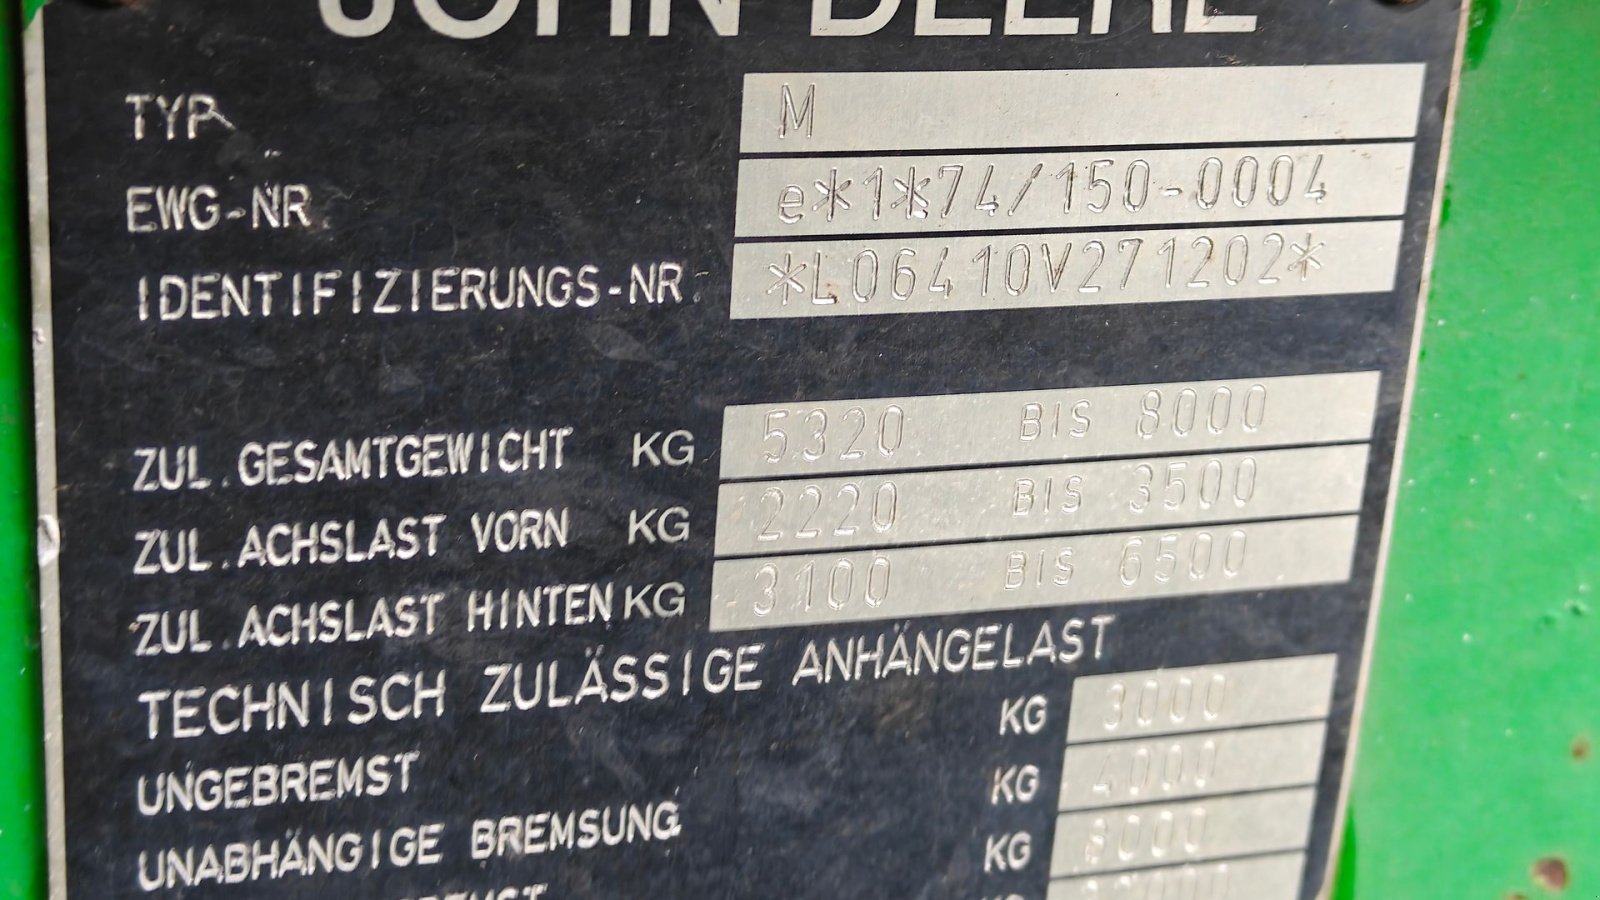 JOHN DEERE
TYP M
EWG-NR e*1*74/150-0004
IDENTIFIZIERUNGS-NR. *L06410V271202*
ZUL.GESAMTGEWICHT KG 5320 BIS 8000
ZUL.ACHSLAST VORN KG 2220 BIS 3500
ZUL.ACHSLAST HINTEN KG 3100 BIS 6500
TECHNISCH ZULÄSSIGE ANHÄNGELAST
UNGEBREMST KG 3000
UNABHÄNGIGE BREMSUNG KG 4000
KG 8000